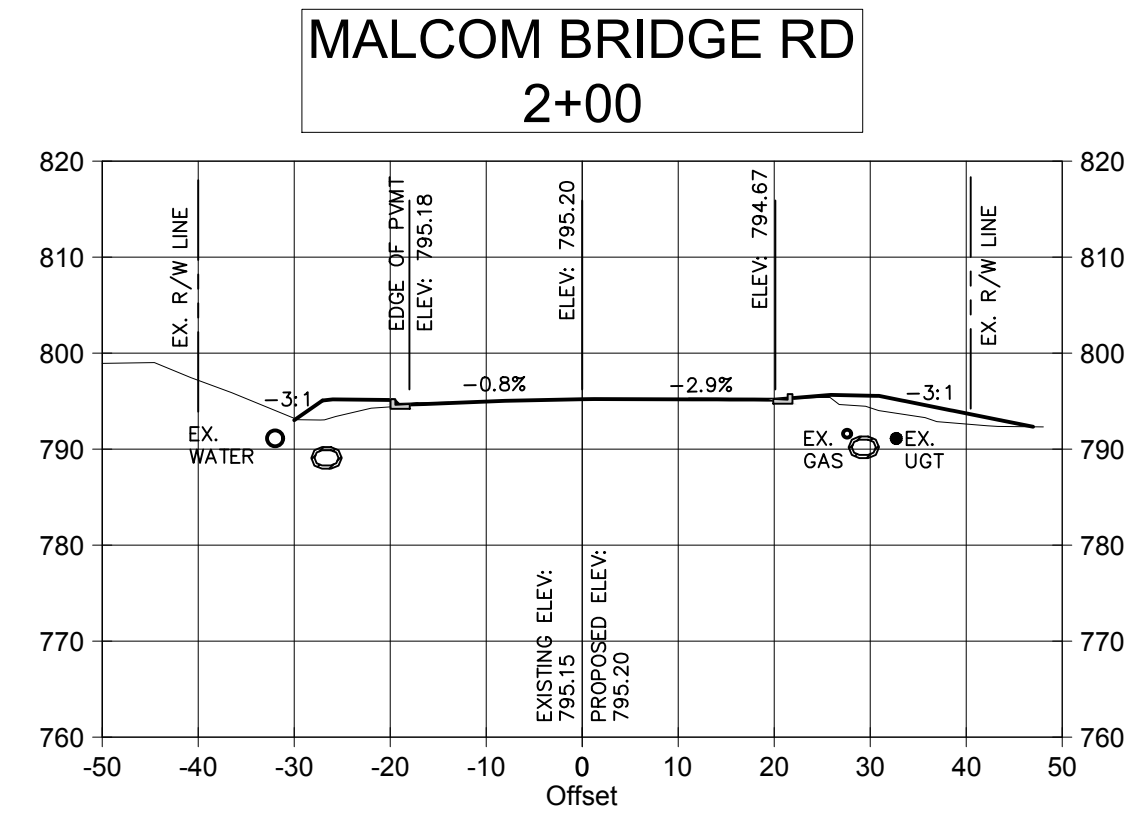 MALCOM BRIDGE RD
2+00
820
820
810
810
800
800
790
790
780
780
770
770
760
760
EX. R/W LINE
EDGE OF PVMT
ELEV: 795.18
ELEV: 795.20
ELEV: 794.67
EX. R/W LINE
-3:1
-0.8%
-2.9%
-3:1
EX.
WATER
EX.
GAS
EX.
UGT
EXISTING ELEV:
795.15
PROPOSED ELEV:
795.20
-50
-40
-30
-20
-10
0
10
20
30
40
50
Offset